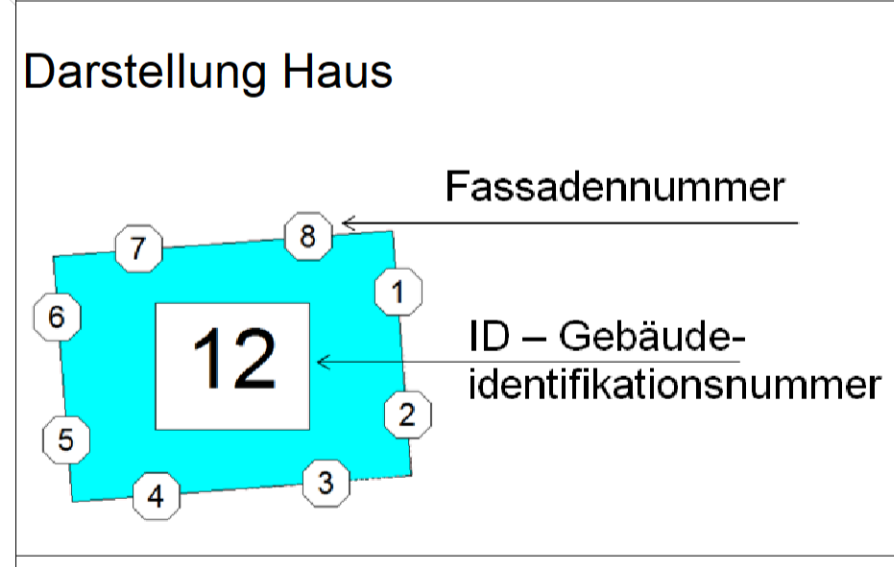 Darstellung Haus
Fassadennummer
8
7
1
6
12
ID – Gebäude-
identifikationsnummer
2
5
3
4